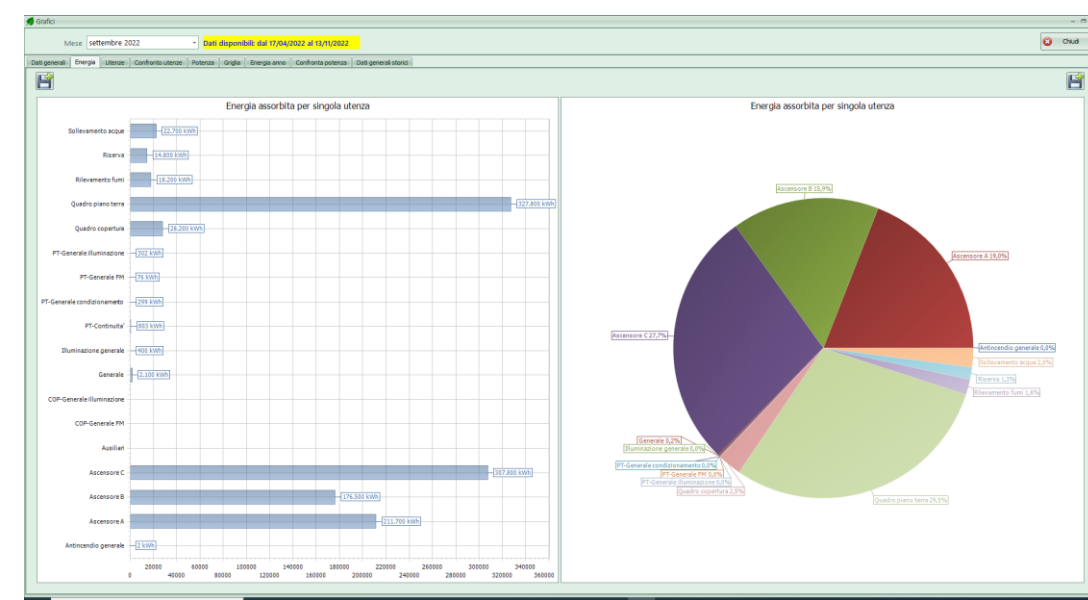 Grafici
Mese settembre 2022 Dati disponibili: dal 17/04/2022 al 13/11/2022 Chiudi
Dati generali Energia Utenze Confronto utenze Potenza Griglia Energia anno Confronta potenza Dati generali storici
Energia assorbita per singola utenza
Sollevamento acque 22.700 kWh
Riserva 14.800 kWh
Rilevamento fumi 18.200 kWh
Quadro piano terra 327.800 kWh
Quadro copertura 28.200 kWh
PT-Generale illuminazione 302 kWh
PT-Generale FM 76 kWh
PT-Generale condizionamento 299 kWh
PT-Continuita' 803 kWh
Illuminazione generale 400 kWh
Generale 2.100 kWh
COP-Generale illuminazione
COP-Generale FM
Ausiliari
Ascensore C 307.800 kWh
Ascensore B 176.500 kWh
Ascensore A 211.700 kWh
Antincendio generale 2 kWh
20000 60000 100000 140000 180000 220000 260000 300000 340000
0 40000 80000 120000 160000 200000 240000 280000 320000 360000
Energia assorbita per singola utenza
Ascensore B 15,9%
Ascensore A 19,0%
Ascensore C 27,7%
Antincendio generale 0,0%
Sollevamento acque 2,0%
Riserva 1,3%
Rilevamento fumi 1,6%
Generale 0,2%
Illuminazione generale 0,0%
PT-Generale condizionamento 0,0%
PT-Generale FM 0,0%
PT-Generale illuminazione 0,0%
Quadro copertura 2,5%
Quadro piano terra 29,5%